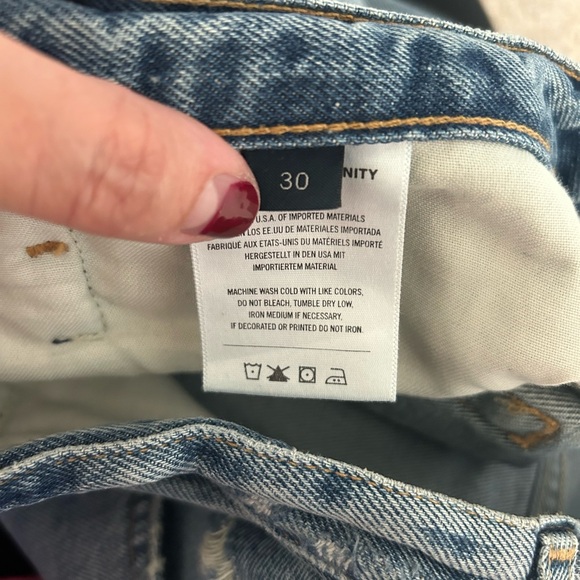 30
NITY
U.S.A. OF IMPORTED MATERIALS
LOS EE.UU DE MATERIALES IMPORTADA
FABRIQUÉ AUX ETATS-UNIS DU MATÉRIELS IMPORTÉ
HERGESTELLT IN DEN USA MIT
IMPORTIERTEM MATERIAL
MACHINE WASH COLD WITH LIKE COLORS,
DO NOT BLEACH, TUMBLE DRY LOW,
IRON MEDIUM IF NECESSARY,
IF DECORATED OR PRINTED DO NOT IRON.